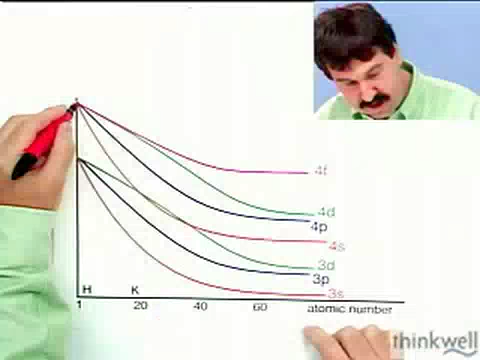 4f
4d
4p
4s
3d
3p
3s
H K
1 20 40 60 atomic number
thinkwell